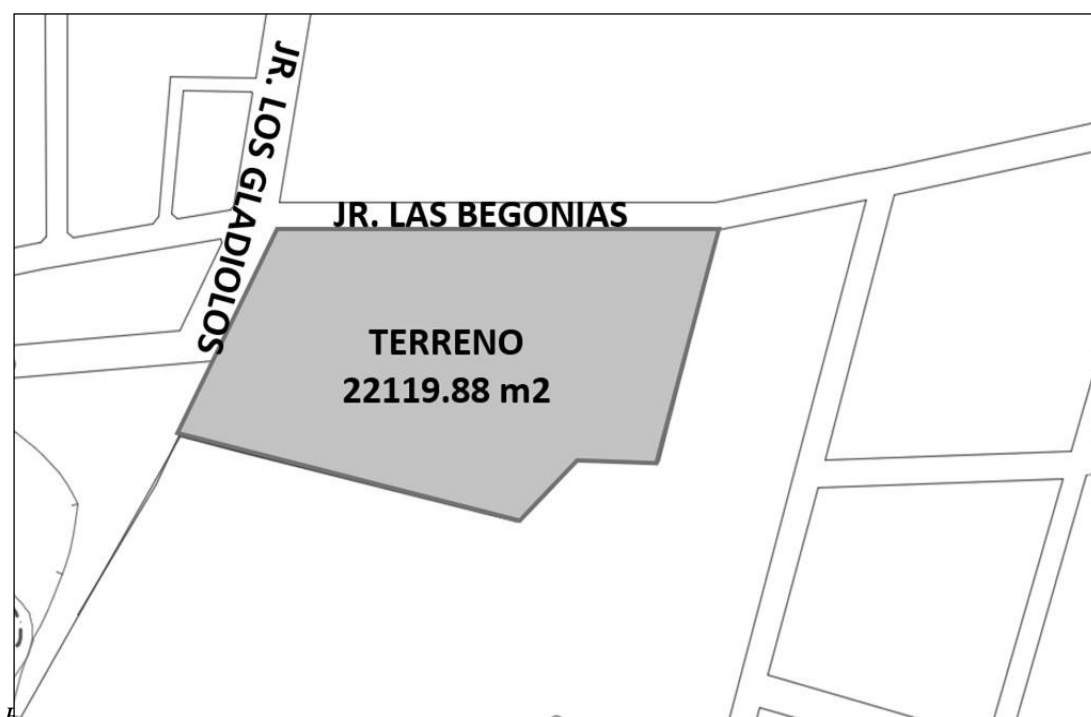 JR. LOS GLADIOLOS
JR. LAS BEGONIAS
TERRENO
22119.88 m2